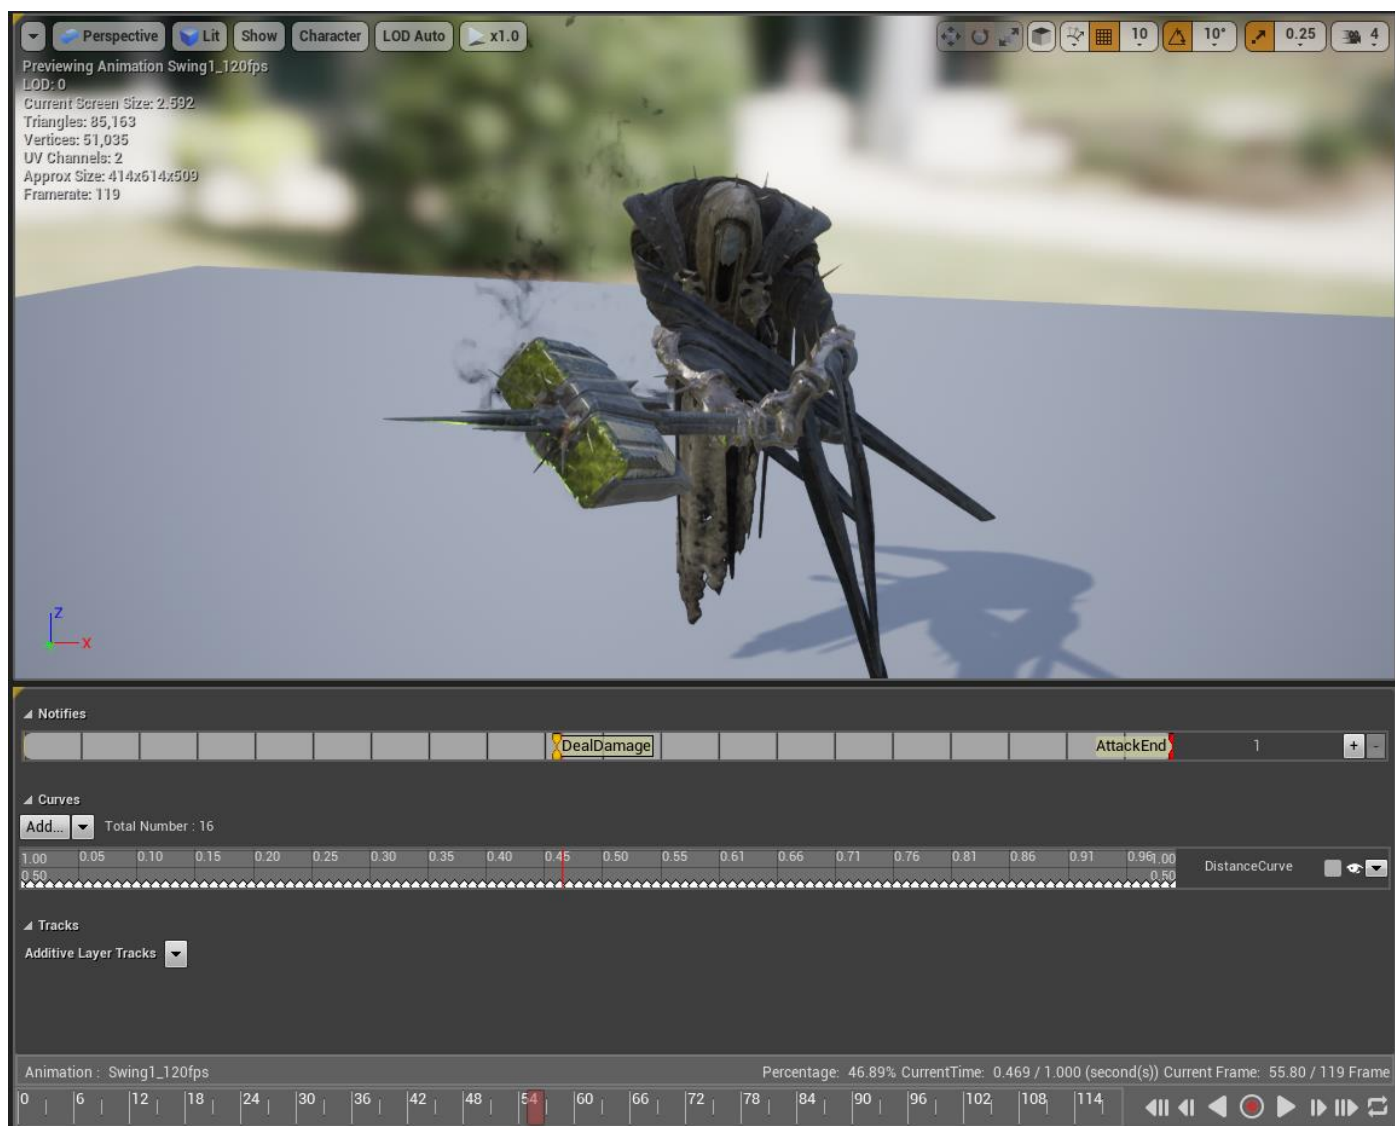 Perspective Lit Show Character LOD Auto x1.0 10 10° 0.25 4
Previewing Animation Swing1_120fps
LOD: 0
Current Screen Size: 2.592
Triangles: 85,163
Vertices: 51,035
UV Channels: 2
Approx Size: 414x614x509
Framerate: 119
Z
X
Notifies
DealDamage AttackEnd 1 + -
Curves
Add... Total Number : 16
1.00 0.05 0.10 0.15 0.20 0.25 0.30 0.35 0.40 0.45 0.50 0.55 0.61 0.66 0.71 0.76 0.81 0.86 0.91 0.96 1.00
0.50 0.50
DistanceCurve
Tracks
Additive Layer Tracks
Animation : Swing1_120fps Percentage: 46.89% CurrentTime: 0.469 / 1.000 (second(s)) Current Frame: 55.80 / 119 Frame
0 6 12 18 24 30 36 42 48 54 60 66 72 78 84 90 96 102 108 114